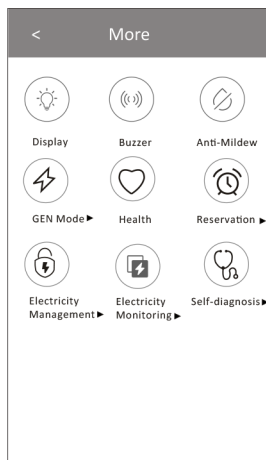 < More
Display Buzzer Anti-Mildew
GEN Mode▶ Health Reservation ▶
Electricity Electricity Self-diagnosis▶
Management▶ Monitoring▶